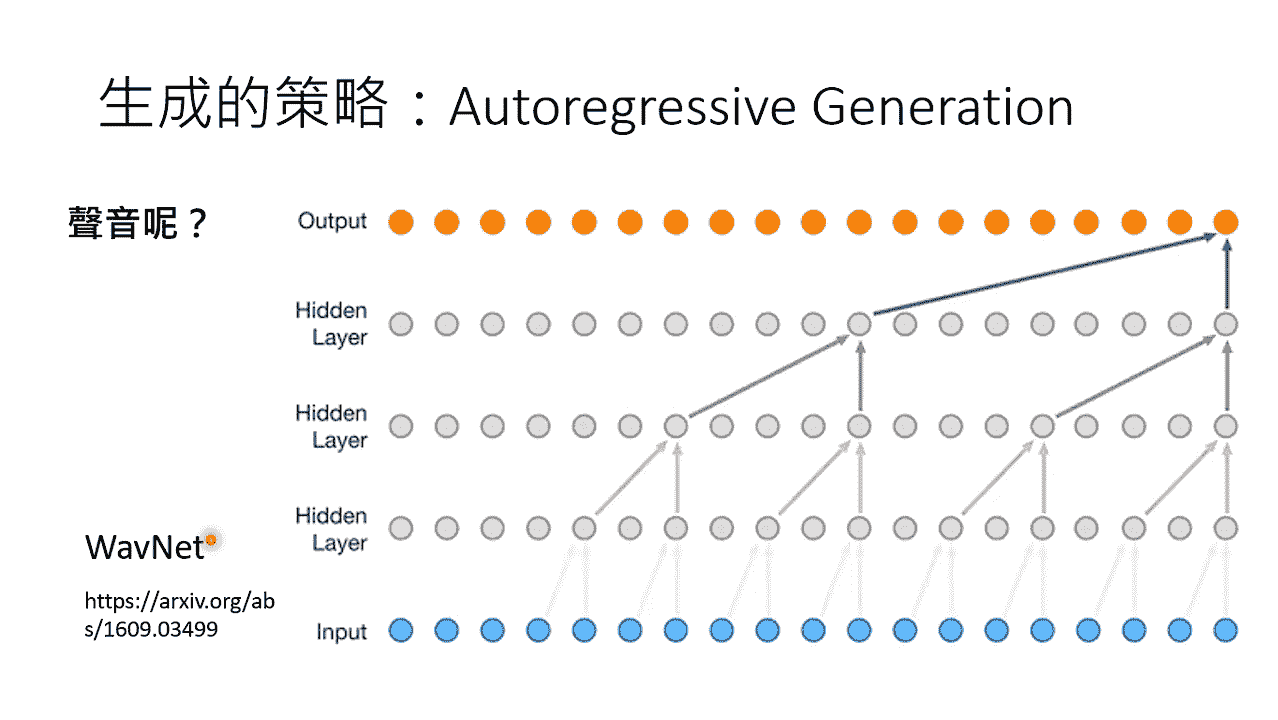 生成的策略：Autoregressive Generation
聲音呢？
Output
Hidden
Layer
Hidden
Layer
Hidden
Layer
Input
WavNet
https://arxiv.org/ab
s/1609.03499